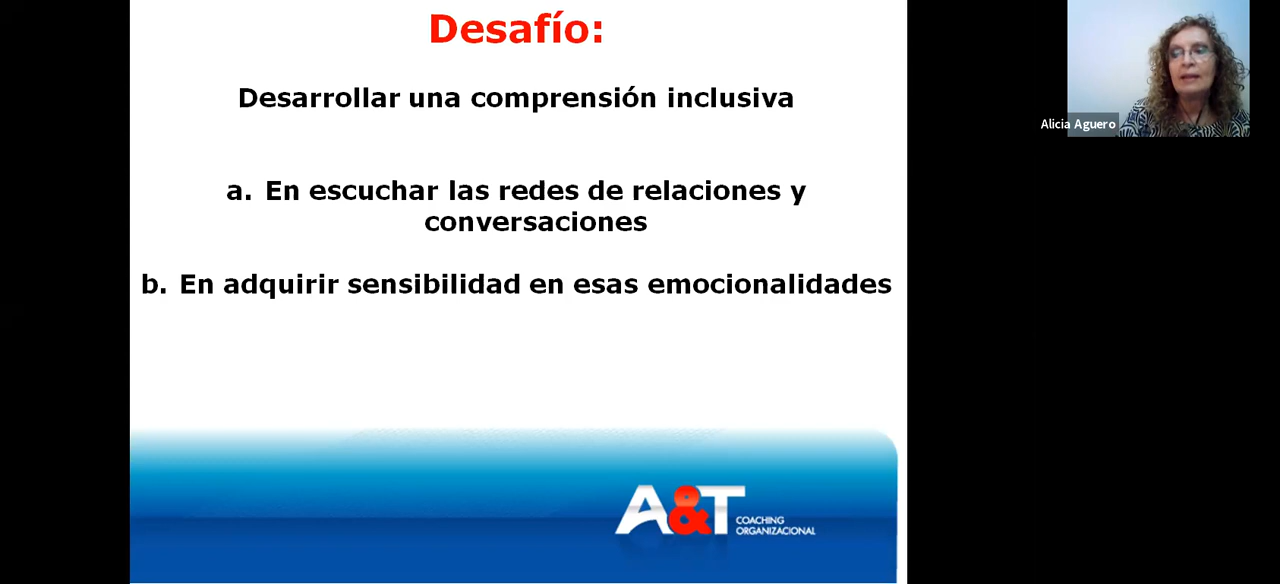 Desafío:
Desarrollar una comprensión inclusiva
a. En escuchar las redes de relaciones y
conversaciones
b. En adquirir sensibilidad en esas emocionalidades
A&T
COACHING
ORGANIZACIONAL
Alicia Aguero